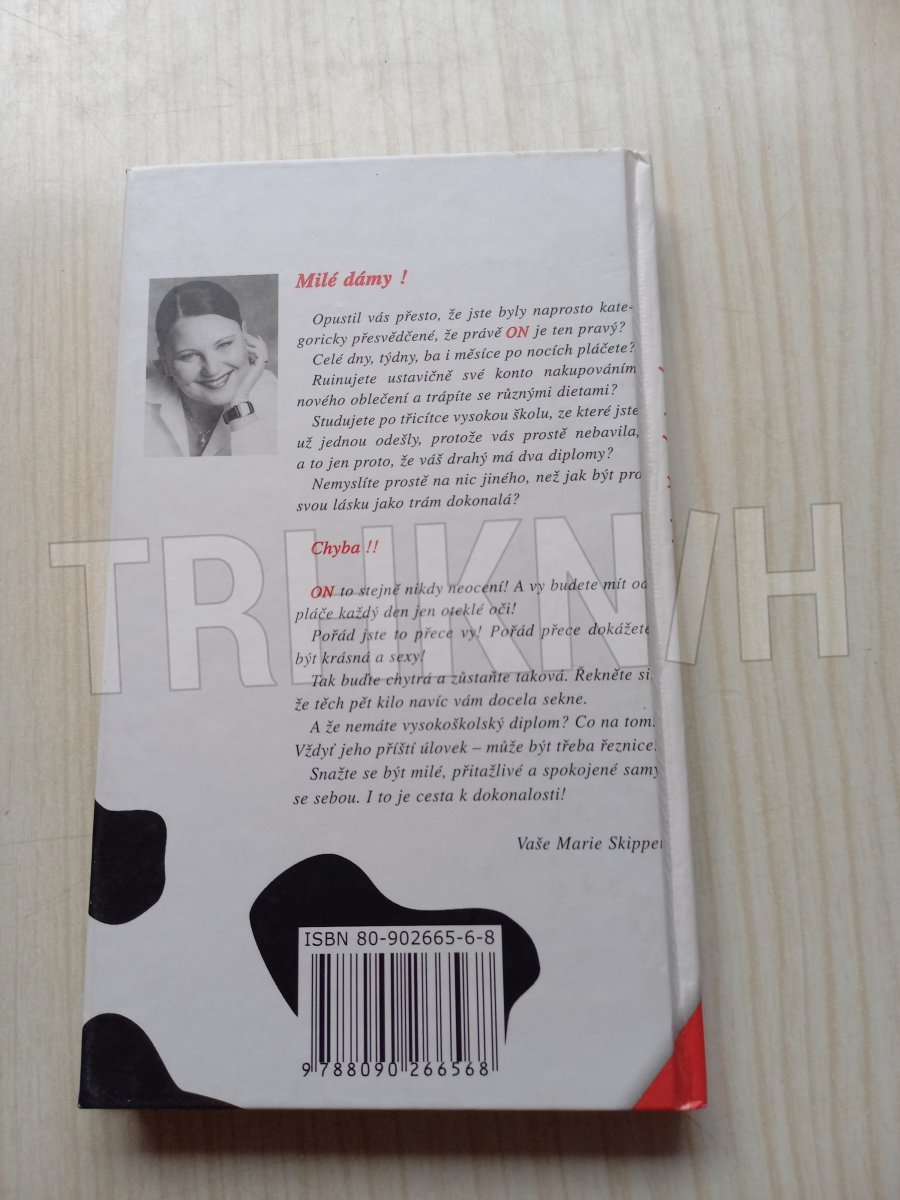 Milé dámy !
Opustil vás přesto, že jste byly naprosto kate-
goricky přesvědčené, že právě ON je ten pravý?
Celé dny, týdny, ba i měsíce po nocích pláčete?
Ruinujete ustavičně své konto nakupováním
nového oblečení a trápíte se různými dietami?
Studujete po třicítce vysokou školu, ze které jste
už jednou odešly, protože vás prostě nebavila,
a to jen proto, že váš drahý má dva diplomy?
Nemyslíte prostě na nic jiného, než jak být pro
svou lásku jako trám dokonalá?
Chyba !!
ON to stejně nikdy neocení! A vy budete mít od
pláče každý den jen oteklé oči!
Pořád jste to přece vy! Pořád přece dokážete
být krásná a sexy!
Tak buďte chytrá a zůstaňte taková. Řekněte si,
že těch pět kilo navíc vám docela sekne.
A že nemáte vysokoškolský diplom? Co na tom.
Vždyť jeho příští úlovek – může být třeba řeznice.
Snažte se být milé, přitažlivé a spokojené samy
se sebou. I to je cesta k dokonalosti!
Vaše Marie Skipper
ISBN 80-902665-6-8
9 788090 266568
TRHKNIH